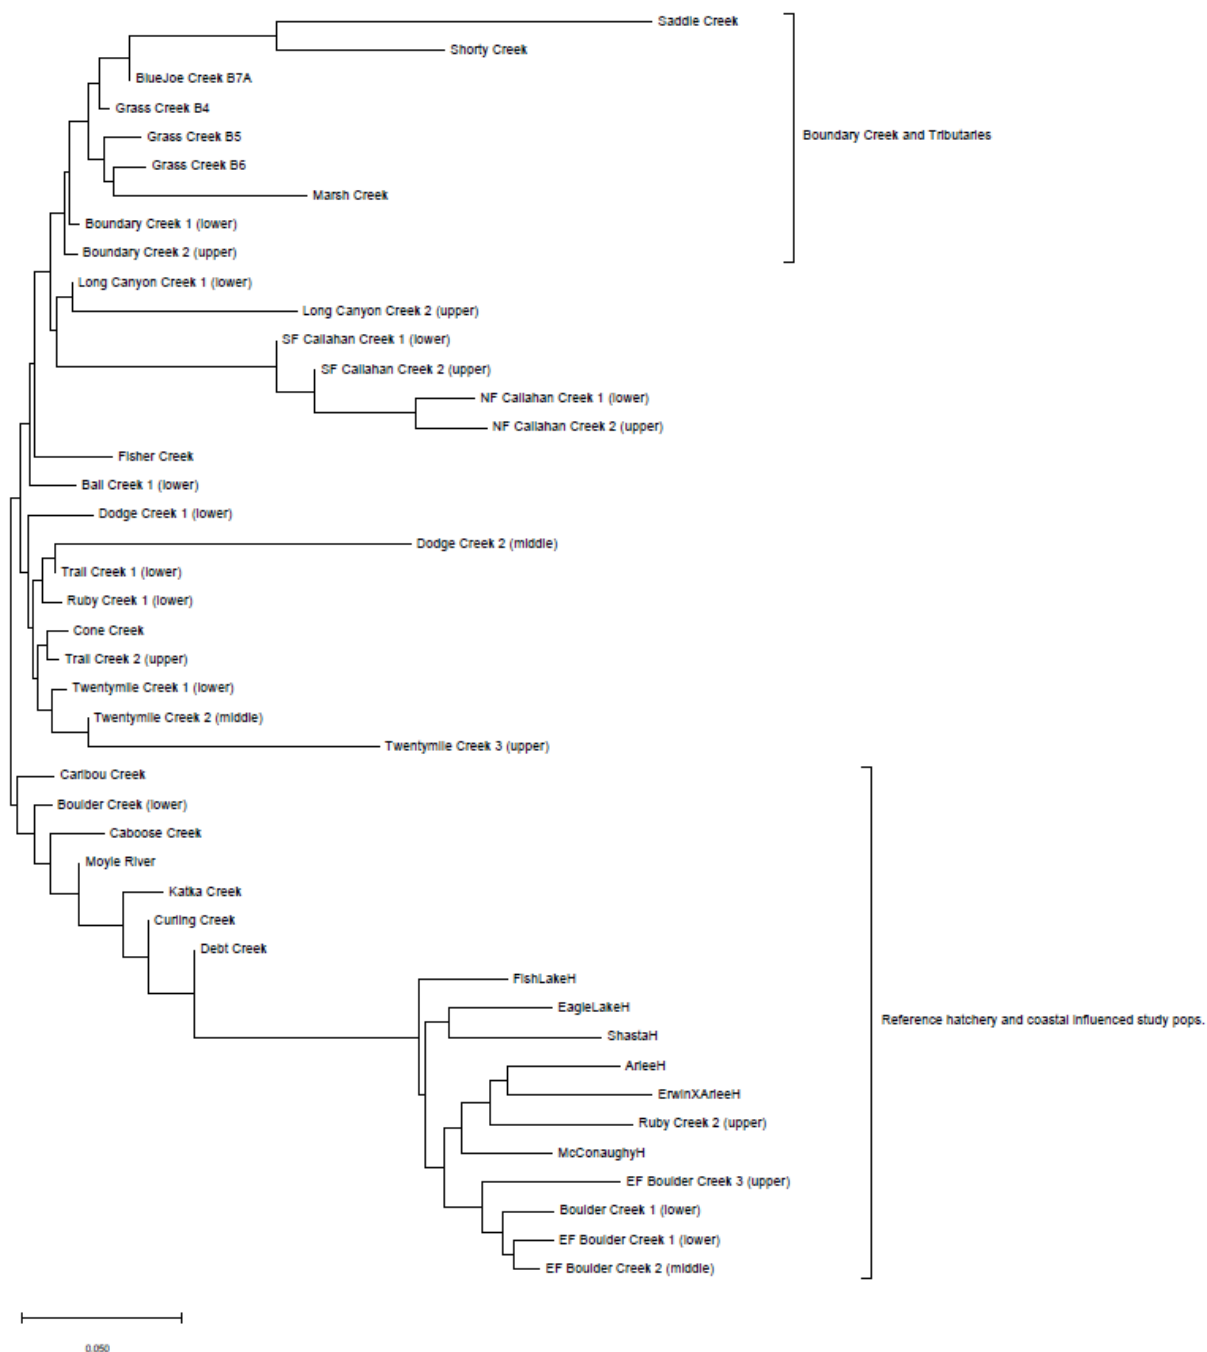 Saddle Creek
Shorty Creek
BlueJoe Creek B7A
Grass Creek B4
Grass Creek B5
Boundary Creek and Tributaries
Grass Creek B6
Marsh Creek
Boundary Creek 1 (lower)
Boundary Creek 2 (upper)
Long Canyon Creek 1 (lower)
Long Canyon Creek 2 (upper)
SF Callahan Creek 1 (lower)
SF Callahan Creek 2 (upper)
NF Callahan Creek 1 (lower)
NF Callahan Creek 2 (upper)
Fisher Creek
Ball Creek 1 (lower)
Dodge Creek 1 (lower)
Dodge Creek 2 (middle)
Trail Creek 1 (lower)
Ruby Creek 1 (lower)
Cone Creek
Trail Creek 2 (upper)
Twentymile Creek 1 (lower)
Twentymile Creek 2 (middle)
Twentymile Creek 3 (upper)
Caribou Creek
Boulder Creek (lower)
Caboose Creek
Moyie River
Katka Creek
Curling Creek
Debt Creek
FishLakeH
EagleLakeH
Reference hatchery and coastal influenced study pops.
ShastaH
ArleeH
ErwinXArleeH
Ruby Creek 2 (upper)
McConaughyH
EF Boulder Creek 3 (upper)
Boulder Creek 1 (lower)
EF Boulder Creek 1 (lower)
EF Boulder Creek 2 (middle)
0.050